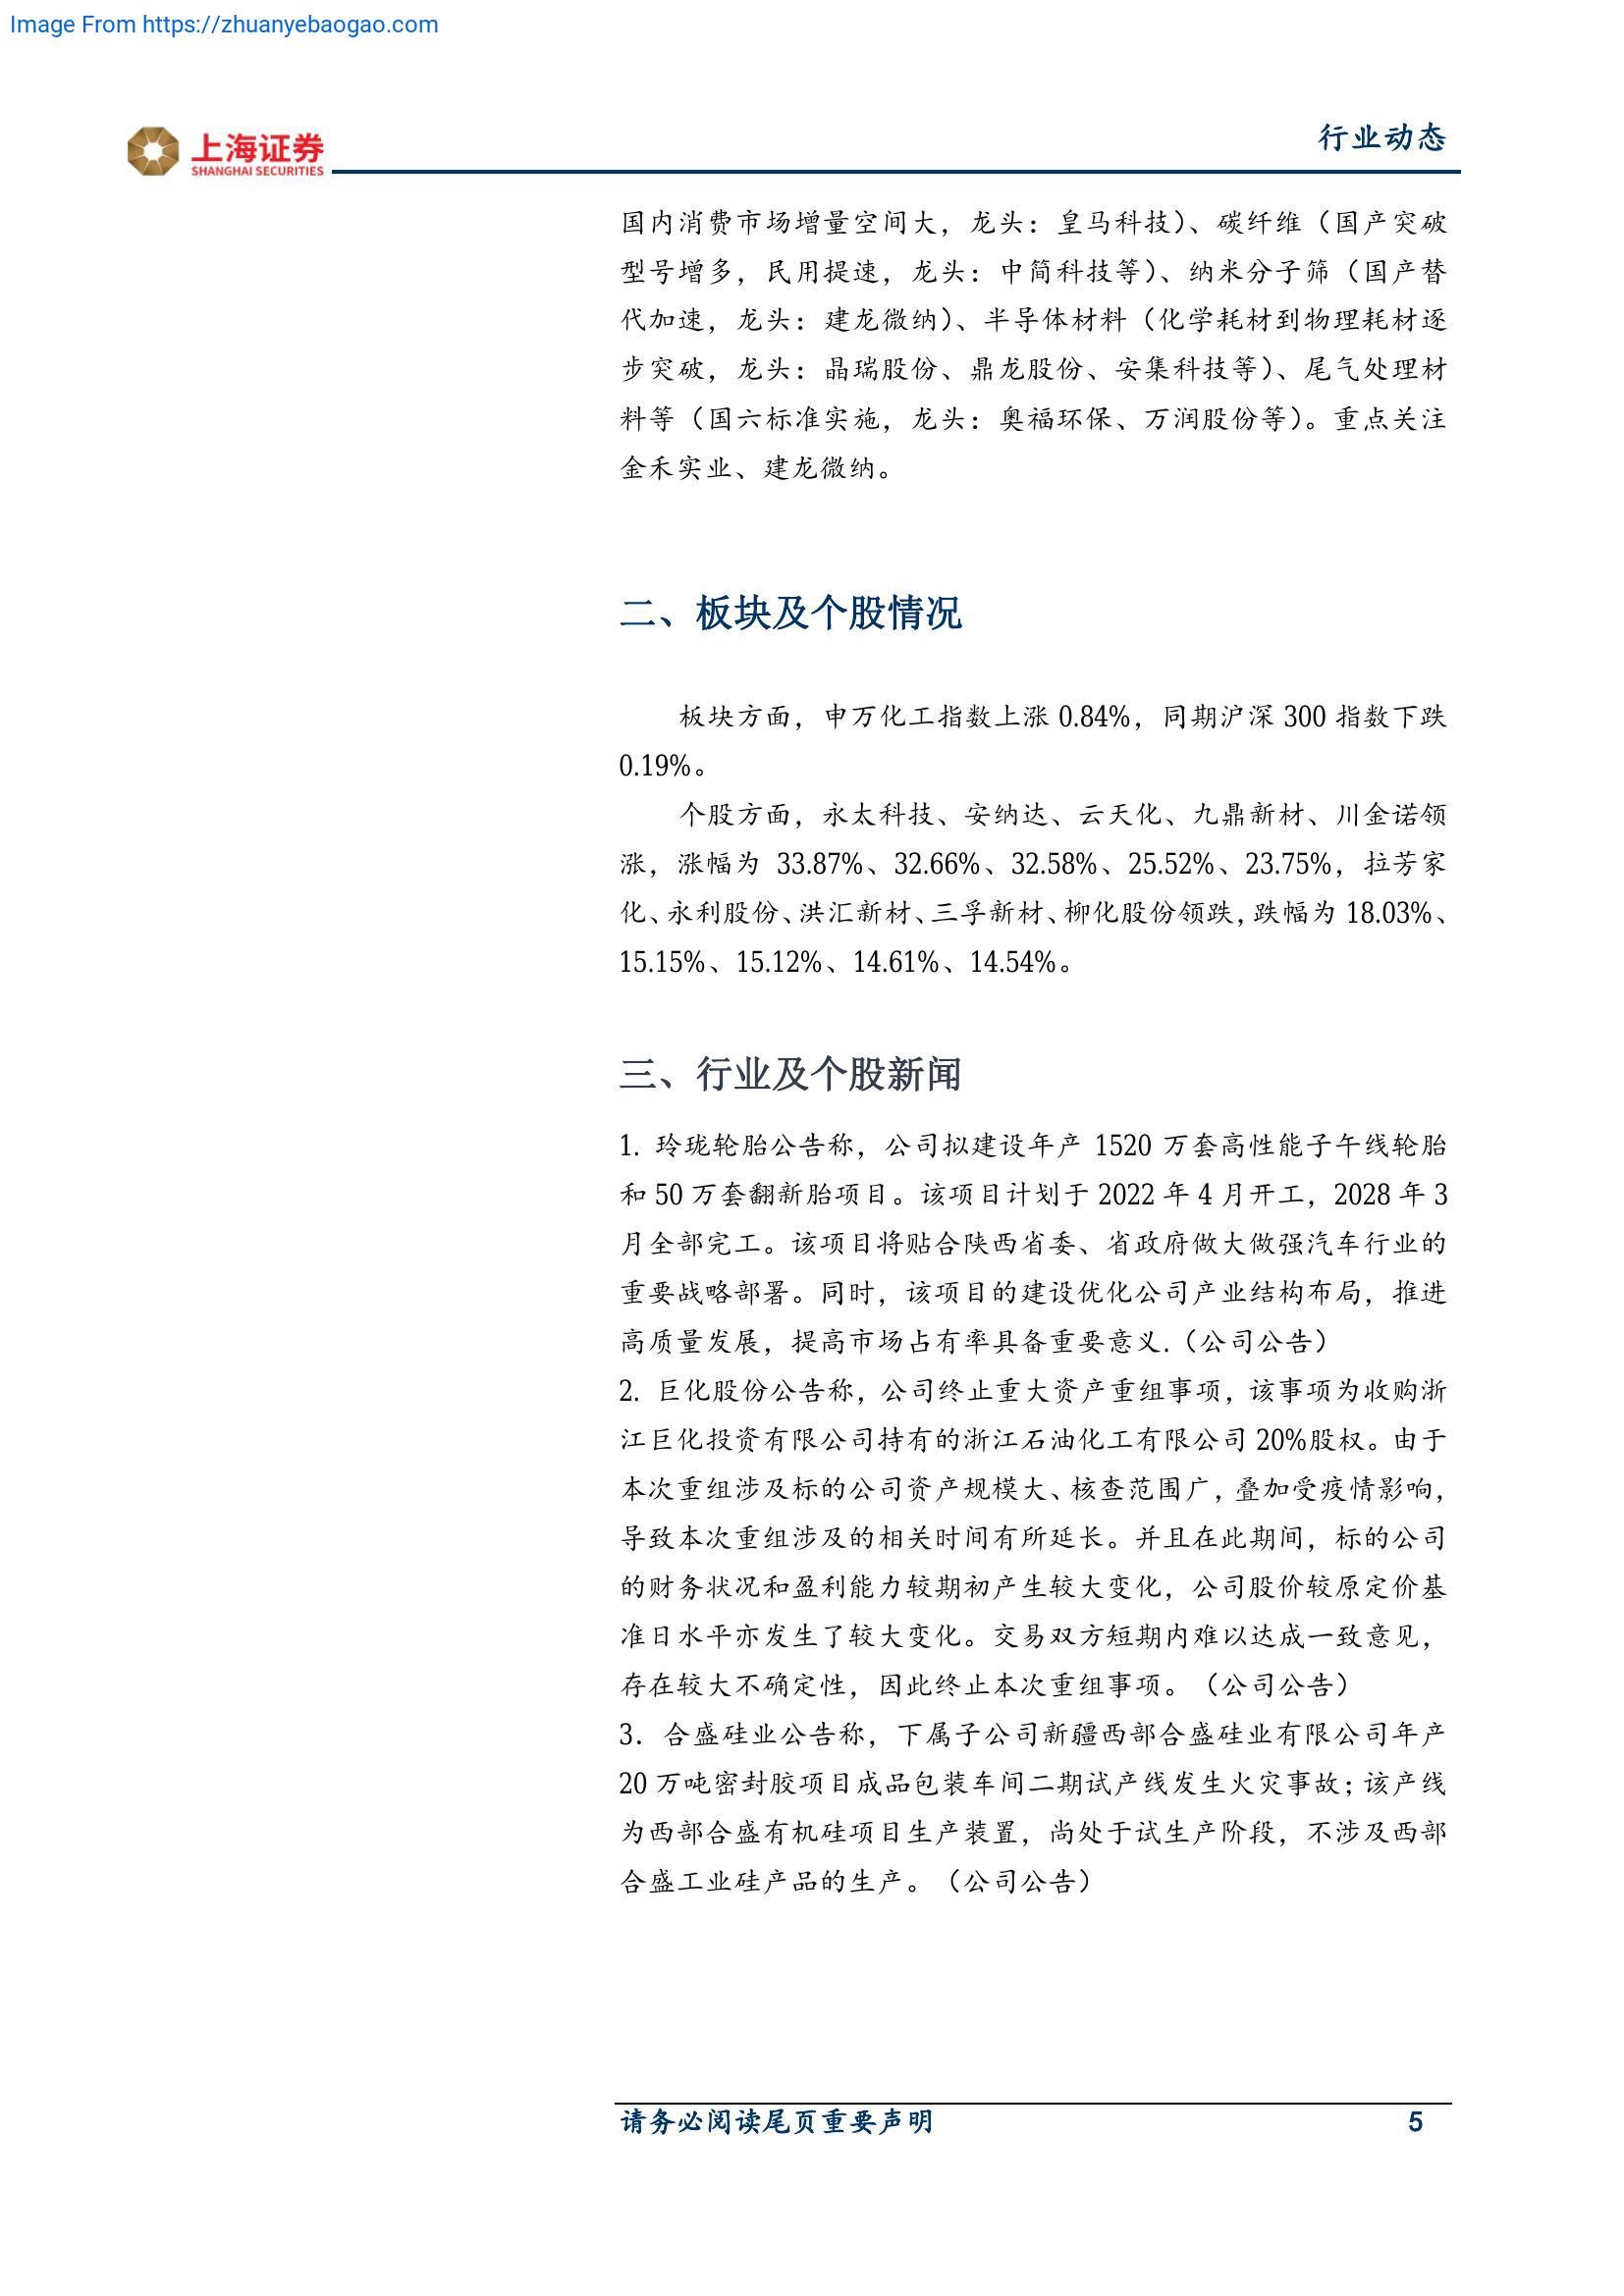 Image From https://zhuanyebaogao.com
上海证券
SHANGHAI SECURITIES
行业动态
国内消费市场增量空间大，龙头：皇马科技）、碳纤维（国产突破
型号增多，民用提速，龙头：中简科技等）、纳米分子筛（国产替
代加速，龙头：建龙微纳）、半导体材料（化学耗材到物理耗材逐
步突破，龙头：晶瑞股份、鼎龙股份、安集科技等）、尾气处理材
料等（国六标准实施，龙头：奥福环保、万润股份等）。重点关注
金禾实业、建龙微纳。
二、板块及个股情况
板块方面，申万化工指数上涨 0.84%，同期沪深 300 指数下跌
0.19%。
个股方面，永太科技、安纳达、云天化、九鼎新材、川金诺领
涨，涨幅为 33.87%、32.66%、32.58%、25.52%、23.75%，拉芳家
化、永利股份、洪汇新材、三孚新材、柳化股份领跌，跌幅为 18.03%、
15.15%、15.12%、14.61%、14.54%。
三、行业及个股新闻
1. 玲珑轮胎公告称，公司拟建设年产 1520 万套高性能子午线轮胎
和 50 万套翻新胎项目。该项目计划于 2022 年 4 月开工，2028 年 3
月全部完工。该项目将贴合陕西省委、省政府做大做强汽车行业的
重要战略部署。同时，该项目的建设优化公司产业结构布局，推进
高质量发展，提高市场占有率具备重要意义.（公司公告）
2. 巨化股份公告称，公司终止重大资产重组事项，该事项为收购浙
江巨化投资有限公司持有的浙江石油化工有限公司 20%股权。由于
本次重组涉及标的公司资产规模大、核查范围广，叠加受疫情影响，
导致本次重组涉及的相关时间有所延长。并且在此期间，标的公司
的财务状况和盈利能力较期初产生较大变化，公司股价较原定价基
准日水平亦发生了较大变化。交易双方短期内难以达成一致意见，
存在较大不确定性，因此终止本次重组事项。（公司公告）
3. 合盛硅业公告称，下属子公司新疆西部合盛硅业有限公司年产
20 万吨密封胶项目成品包装车间二期试产线发生火灾事故；该产线
为西部合盛有机硅项目生产装置，尚处于试生产阶段，不涉及西部
合盛工业硅产品的生产。（公司公告）
请务必阅读尾页重要声明
5